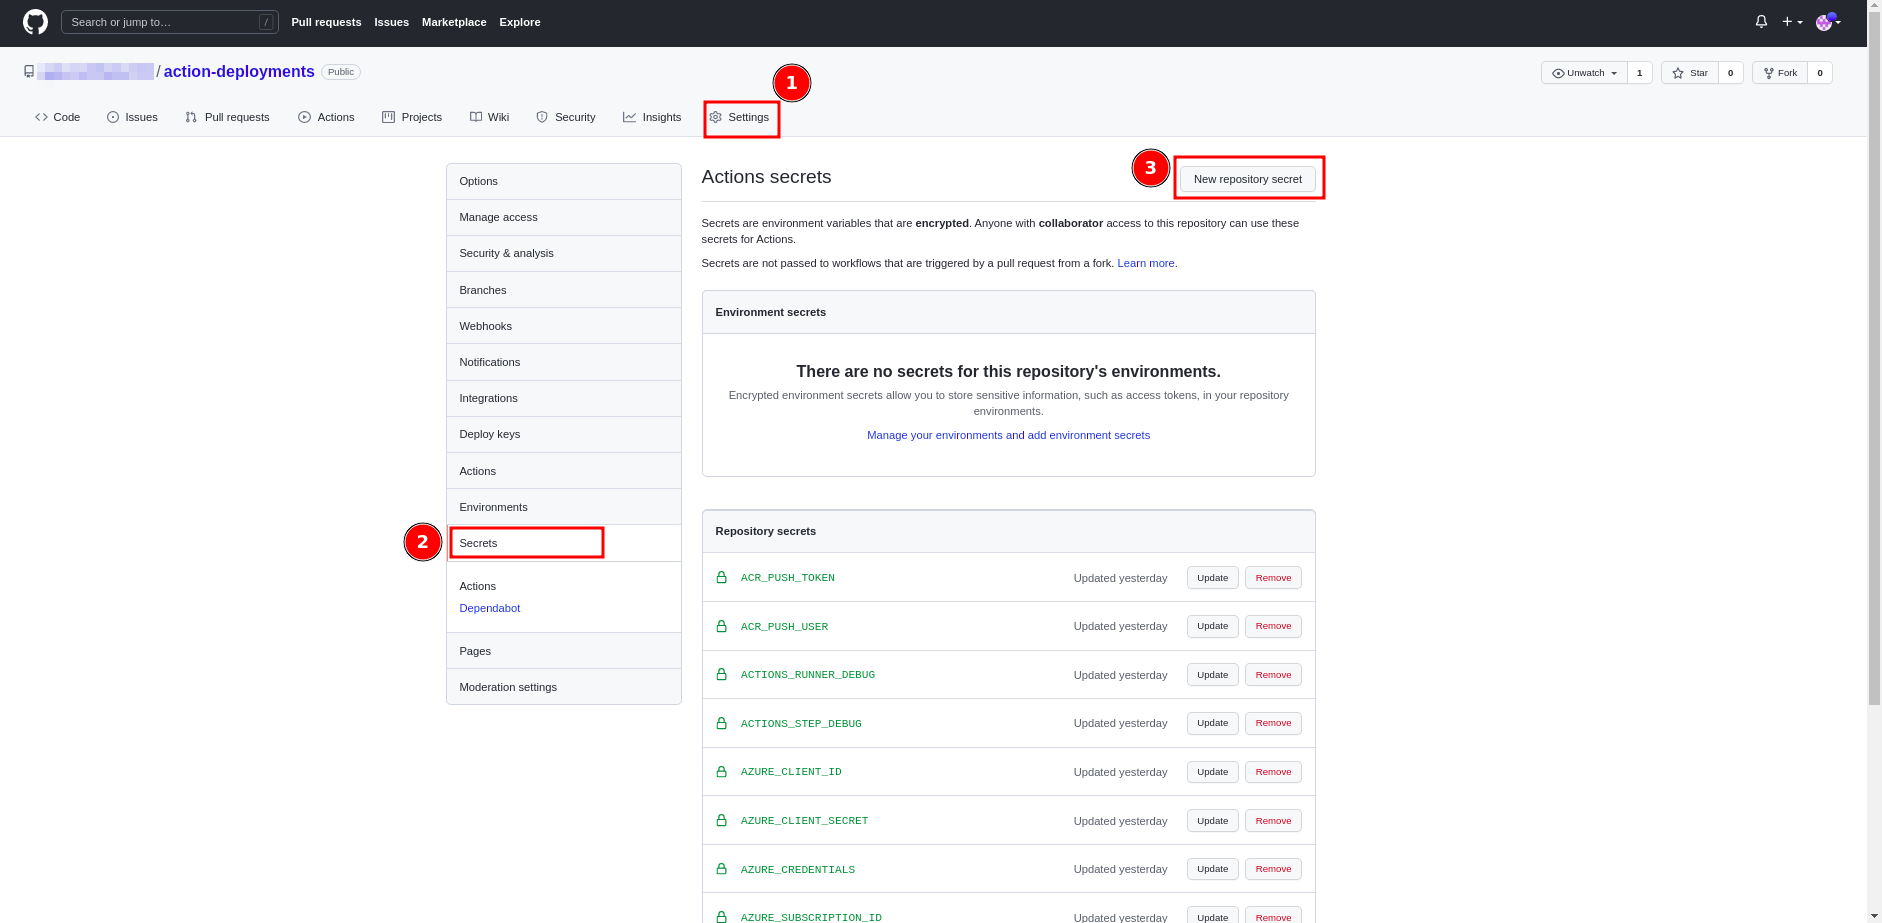 Search or jump to… /
Pull requests Issues Marketplace Explore
/ action-deployments Public
Unwatch 1 Star 0 Fork 0
1
Code Issues Pull requests Actions Projects Wiki Security Insights Settings
Options
Manage access
Security & analysis
Branches
Webhooks
Notifications
Integrations
Deploy keys
Actions
Environments
2 Secrets
Actions
Dependabot
Pages
Moderation settings
Actions secrets
3 New repository secret
Secrets are environment variables that are encrypted. Anyone with collaborator access to this repository can use these
secrets for Actions.
Secrets are not passed to workflows that are triggered by a pull request from a fork. Learn more.
Environment secrets
There are no secrets for this repository's environments.
Encrypted environment secrets allow you to store sensitive information, such as access tokens, in your repository
environments.
Manage your environments and add environment secrets
Repository secrets
ACR_PUSH_TOKEN Updated yesterday Update Remove
ACR_PUSH_USER Updated yesterday Update Remove
ACTIONS_RUNNER_DEBUG Updated yesterday Update Remove
ACTIONS_STEP_DEBUG Updated yesterday Update Remove
AZURE_CLIENT_ID Updated yesterday Update Remove
AZURE_CLIENT_SECRET Updated yesterday Update Remove
AZURE_CREDENTIALS Updated yesterday Update Remove
AZURE_SUBSCRIPTION_ID Updated yesterday Update Remove